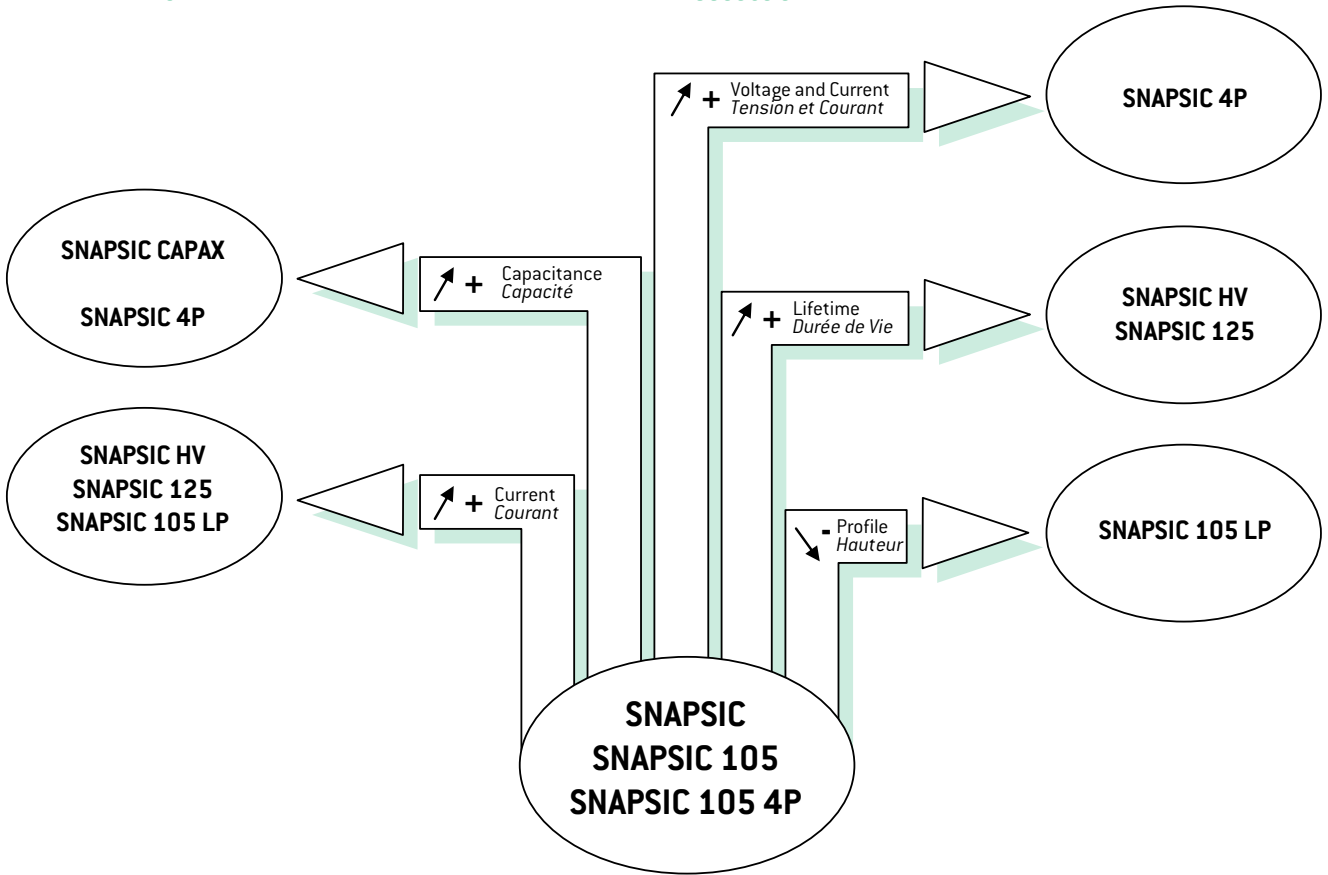 + Voltage and Current
Tension et Courant
SNAPSIC 4P
SNAPSIC CAPAX
SNAPSIC 4P
+ Capacitance
Capacité
+ Lifetime
Durée de Vie
SNAPSIC HV
SNAPSIC 125
SNAPSIC HV
SNAPSIC 125
SNAPSIC 105 LP
+ Current
Courant
- Profile
Hauteur
SNAPSIC 105 LP
SNAPSIC
SNAPSIC 105
SNAPSIC 105 4P